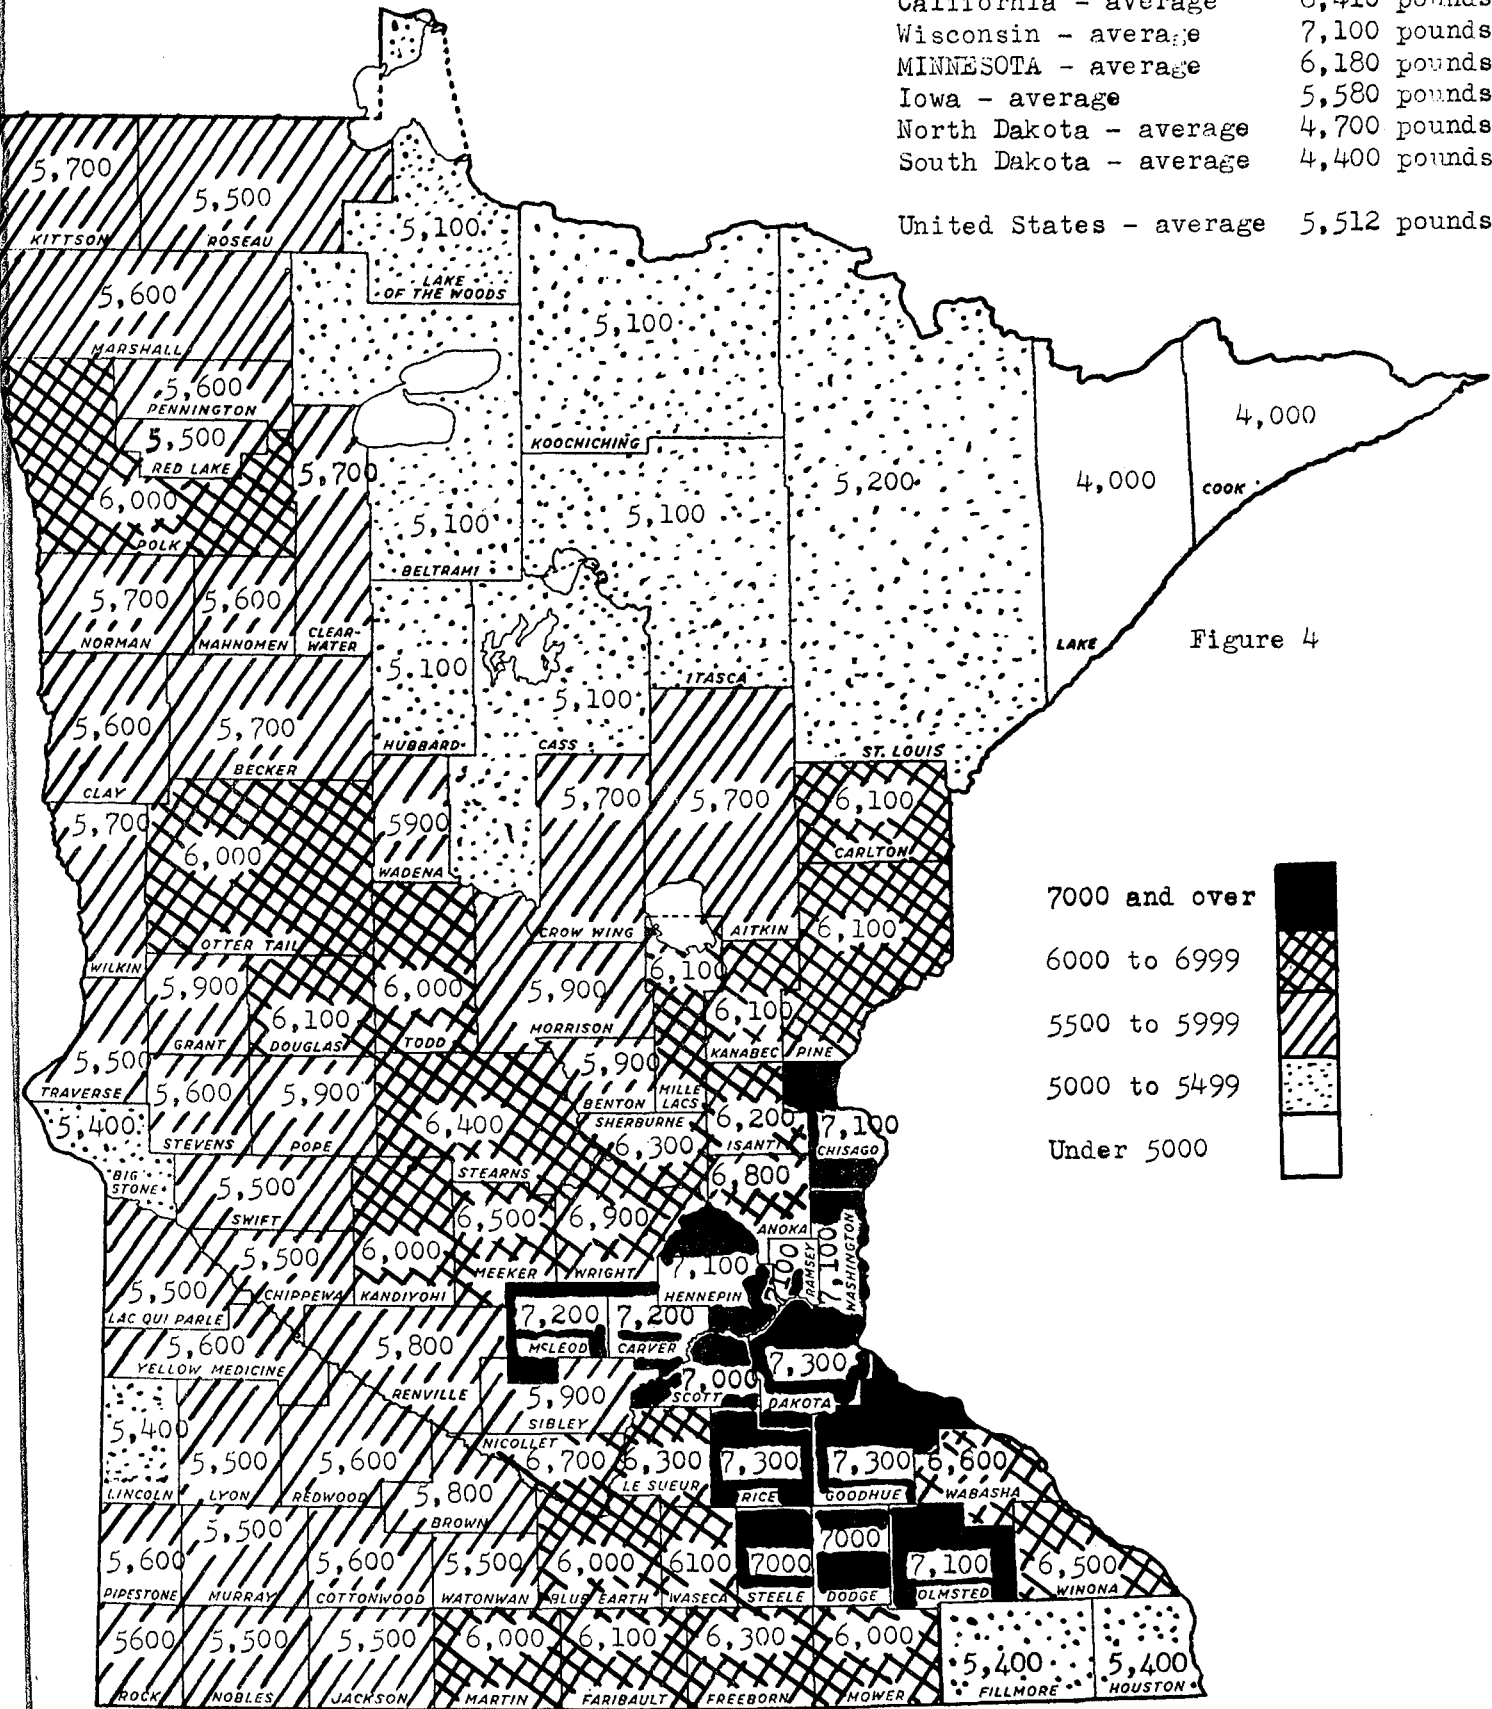 California - average 6,410 pounds
Wisconsin - average 7,100 pounds
MINNESOTA - average 6,180 pounds
Iowa - average 5,580 pounds
North Dakota - average 4,700 pounds
South Dakota - average 4,400 pounds
United States - average 5,512 pounds
5,700
KITTSON
5,500
ROSEAU
5,100
LAKE
OF THE WOODS
5,600
MARSHALL
5,100
KOOCHICHING
5,600
PENNINGTON
5,500
RED LAKE
6,000
POLK
5,700
CLEAR-
WATER
5,100
BELTRAMI
5,100
ITASCA
5,200
ST. LOUIS
4,000
LAKE
4,000
COOK
Figure 4
5,700
NORMAN
5,600
MAHNOMEN
5.100
HUBBARD
5,100
CASS
5,600
CLAY
5,700
BECKER
5,700
WILKIN
6,000
OTTER TAIL
5900
WADENA
5,700
CROW WING
5,700
AITKIN
6,100
CARLTON
6,100
PINE
7000 and over
6000 to 6999
5500 to 5999
5000 to 5499
Under 5000
5,900
GRANT
6,100
DOUGLAS
6,000
TODD
5,900
MORRISON
6,100
MILLE
LACS
6,100
KANABEC
5,500
TRAVERSE
5,600
STEVENS
5,900
POPE
6,400
STEARNS
5,900
BENTON
SHERBURNE
6,300
6,200
ISANTI
7,100
CHISAGO
5,400
BIG
STONE
5,500
SWIFT
6,800
ANOKA
5,500
CHIPPEWA
6,000
KANDIYOHI
6,500
MEEKER
6,900
WRIGHT
7,100
HENNEPIN
7,100
RAMSEY
7,100
WASHINGTON
5,500
LAC QUI PARLE
5,600
YELLOW MEDICINE
5,800
RENVILLE
7,200
MCLEOD
7,200
CARVER
7,000
SCOTT
7,300
DAKOTA
5,900
SIBLEY
5,400
LINCOLN
5,500
LYON
5,600
REDWOOD
NICOLLET
6,700
6,300
LE SUEUR
7,300
RICE
7,300
GOODHUE
6,600
WABASHA
5,800
BROWN
5,600
PIPESTONE
5,500
MURRAY
5,600
COTTONWOOD
5,500
WATONWAN
6,000
BLUE EARTH
6100
WASECA
7000
STEELE
7000
DODGE
7,100
OLMSTED
6,500
WINONA
5600
ROCK
5,500
NOBLES
5,500
JACKSON
6,000
MARTIN
6,100
FARIBAULT
6,300
FREEBORN
6,000
MOWER
5,400
FILLMORE
5,400
HOUSTON